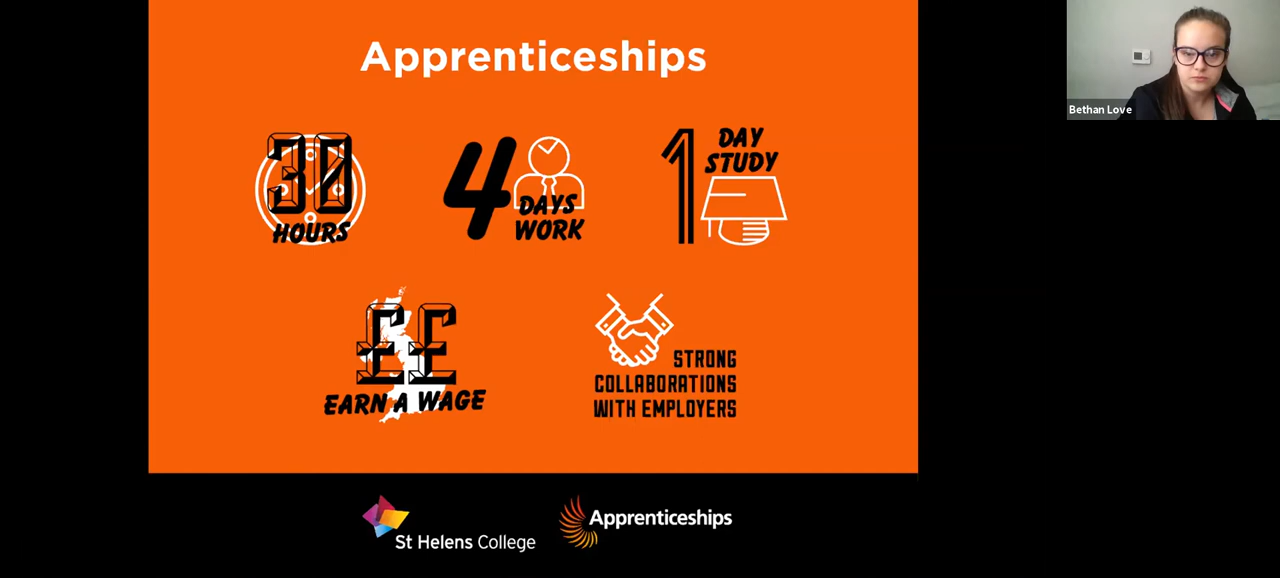 Apprenticeships
Bethan Love
30
HOURS
4
DAYS
WORK
1
DAY
STUDY
££
EARN A WAGE
STRONG
COLLABORATIONS
WITH EMPLOYERS
St Helens College
Apprenticeships